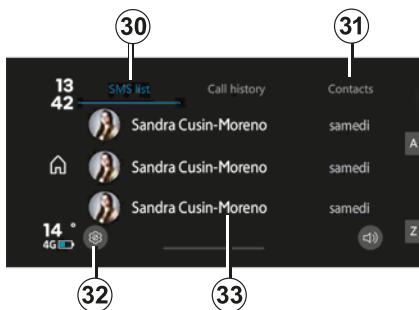 30 31
13 SMS list Call history Contacts
42
Sandra Cusin-Moreno samedi
A
Sandra Cusin-Moreno samedi
Sandra Cusin-Moreno samedi
14 ° Z
4G
32 33